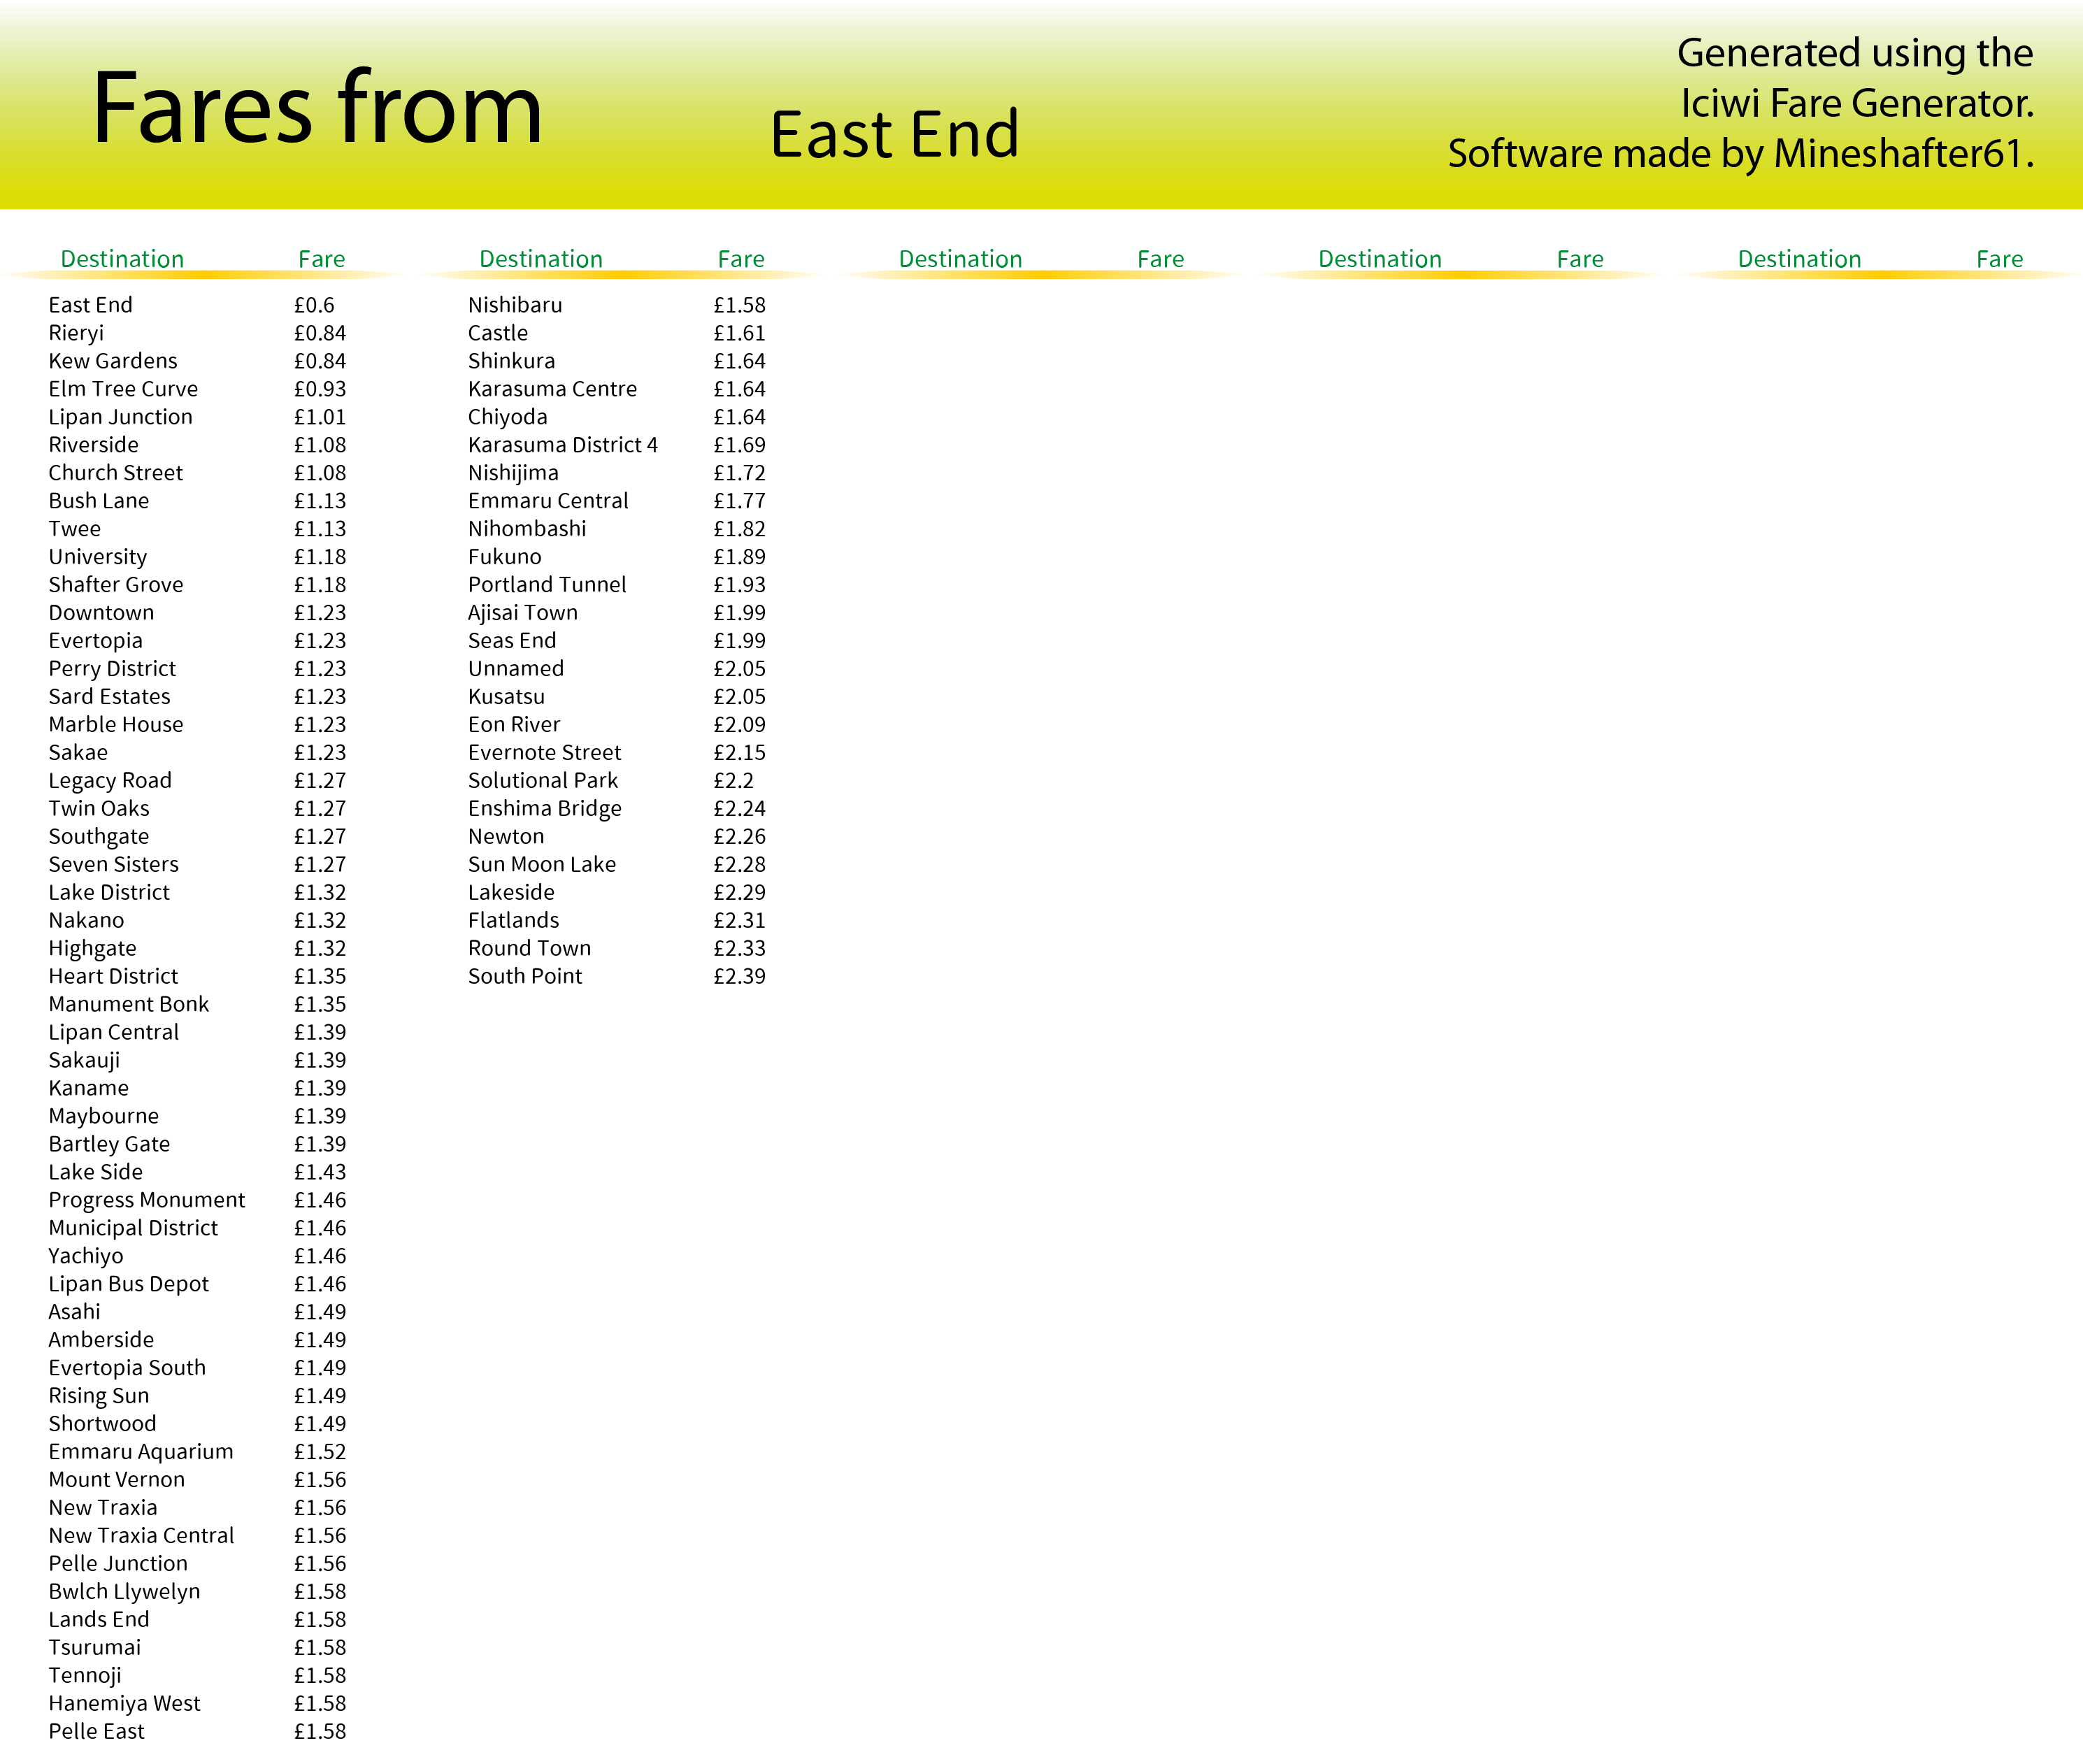 Fares from
East End
Generated using the
Iciwi Fare Generator.
Software made by Mineshafter61.
Destination Fare Destination Fare Destination Fare Destination Fare Destination Fare
East End £0.6
Rieryi £0.84
Kew Gardens £0.84
Elm Tree Curve £0.93
Lipan Junction £1.01
Riverside £1.08
Church Street £1.08
Bush Lane £1.13
Twee £1.13
University £1.18
Shafter Grove £1.18
Downtown £1.23
Evertopia £1.23
Perry District £1.23
Sard Estates £1.23
Marble House £1.23
Sakae £1.23
Legacy Road £1.27
Twin Oaks £1.27
Southgate £1.27
Seven Sisters £1.27
Lake District £1.32
Nakano £1.32
Highgate £1.32
Heart District £1.35
Manument Bonk £1.35
Lipan Central £1.39
Sakauji £1.39
Kaname £1.39
Maybourne £1.39
Bartley Gate £1.39
Lake Side £1.43
Progress Monument £1.46
Municipal District £1.46
Yachiyo £1.46
Lipan Bus Depot £1.46
Asahi £1.49
Amberside £1.49
Evertopia South £1.49
Rising Sun £1.49
Shortwood £1.49
Emmaru Aquarium £1.52
Mount Vernon £1.56
New Traxia £1.56
New Traxia Central £1.56
Pelle Junction £1.56
Bwlch Llywelyn £1.58
Lands End £1.58
Tsurumai £1.58
Tennoji £1.58
Hanemiya West £1.58
Pelle East £1.58
Nishibaru £1.58
Castle £1.61
Shinkura £1.64
Karasuma Centre £1.64
Chiyoda £1.64
Karasuma District 4 £1.69
Nishijima £1.72
Emmaru Central £1.77
Nihombashi £1.82
Fukuno £1.89
Portland Tunnel £1.93
Ajisai Town £1.99
Seas End £1.99
Unnamed £2.05
Kusatsu £2.05
Eon River £2.09
Evernote Street £2.15
Solutional Park £2.2
Enshima Bridge £2.24
Newton £2.26
Sun Moon Lake £2.28
Lakeside £2.29
Flatlands £2.31
Round Town £2.33
South Point £2.39